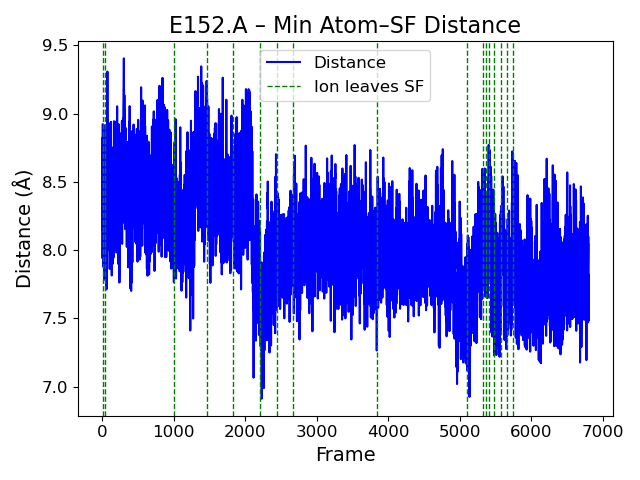 E152.A – Min Atom–SF Distance
Distance
Ion leaves SF
Distance (Å)
9.5
9.0
8.5
8.0
7.5
7.0
0 1000 2000 3000 4000 5000 6000 7000
Frame